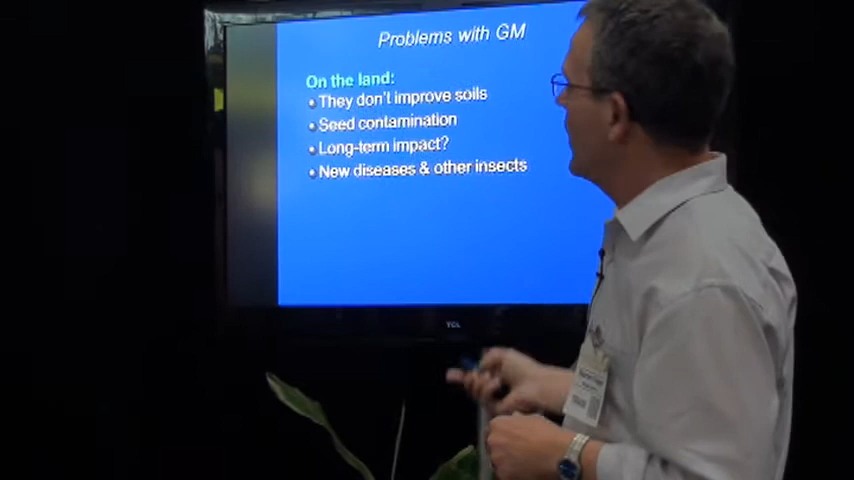 Problems with GM
On the land:
• They don't improve soils
• Seed contamination
• Long-term impact?
• New diseases & other insects
TCL